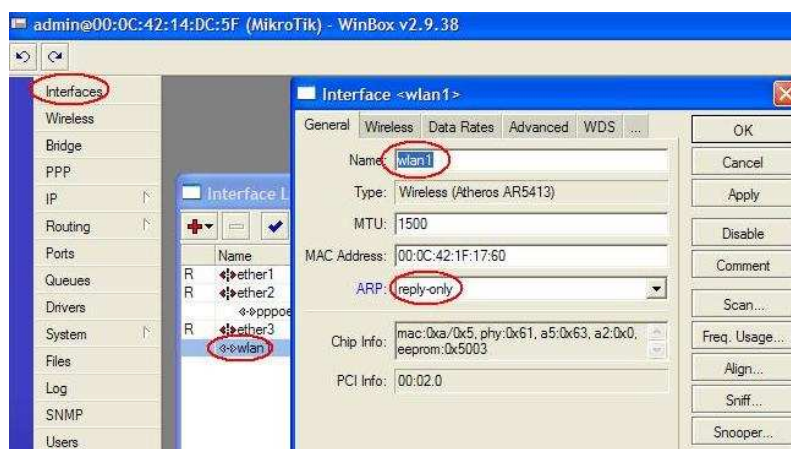 admin@00:0C:42:14:DC:5F (MikroTik) - WinBox v2.9.38
Interfaces
Wireless
Bridge
PPP
IP
Routing
Ports
Queues
Drivers
System
Files
Log
SNMP
Users
Interface L
Name
R ether1
R ether2
pppoe
R ether3
wlan1
Interface <wlan1>
General Wireless Data Rates Advanced WDS ...
Name: wlan1
Type: Wireless (Atheros AR5413)
MTU: 1500
MAC Address: 00:0C:42:1F:17:60
ARP: reply-only
Chip Info: mac:0xa/0x5, phy:0x61, a5:0x63, a2:0x0,
eeprom:0x5003
PCI Info: 00:02.0
OK
Cancel
Apply
Disable
Comment
Scan...
Freq. Usage...
Align...
Sniff...
Snooper...